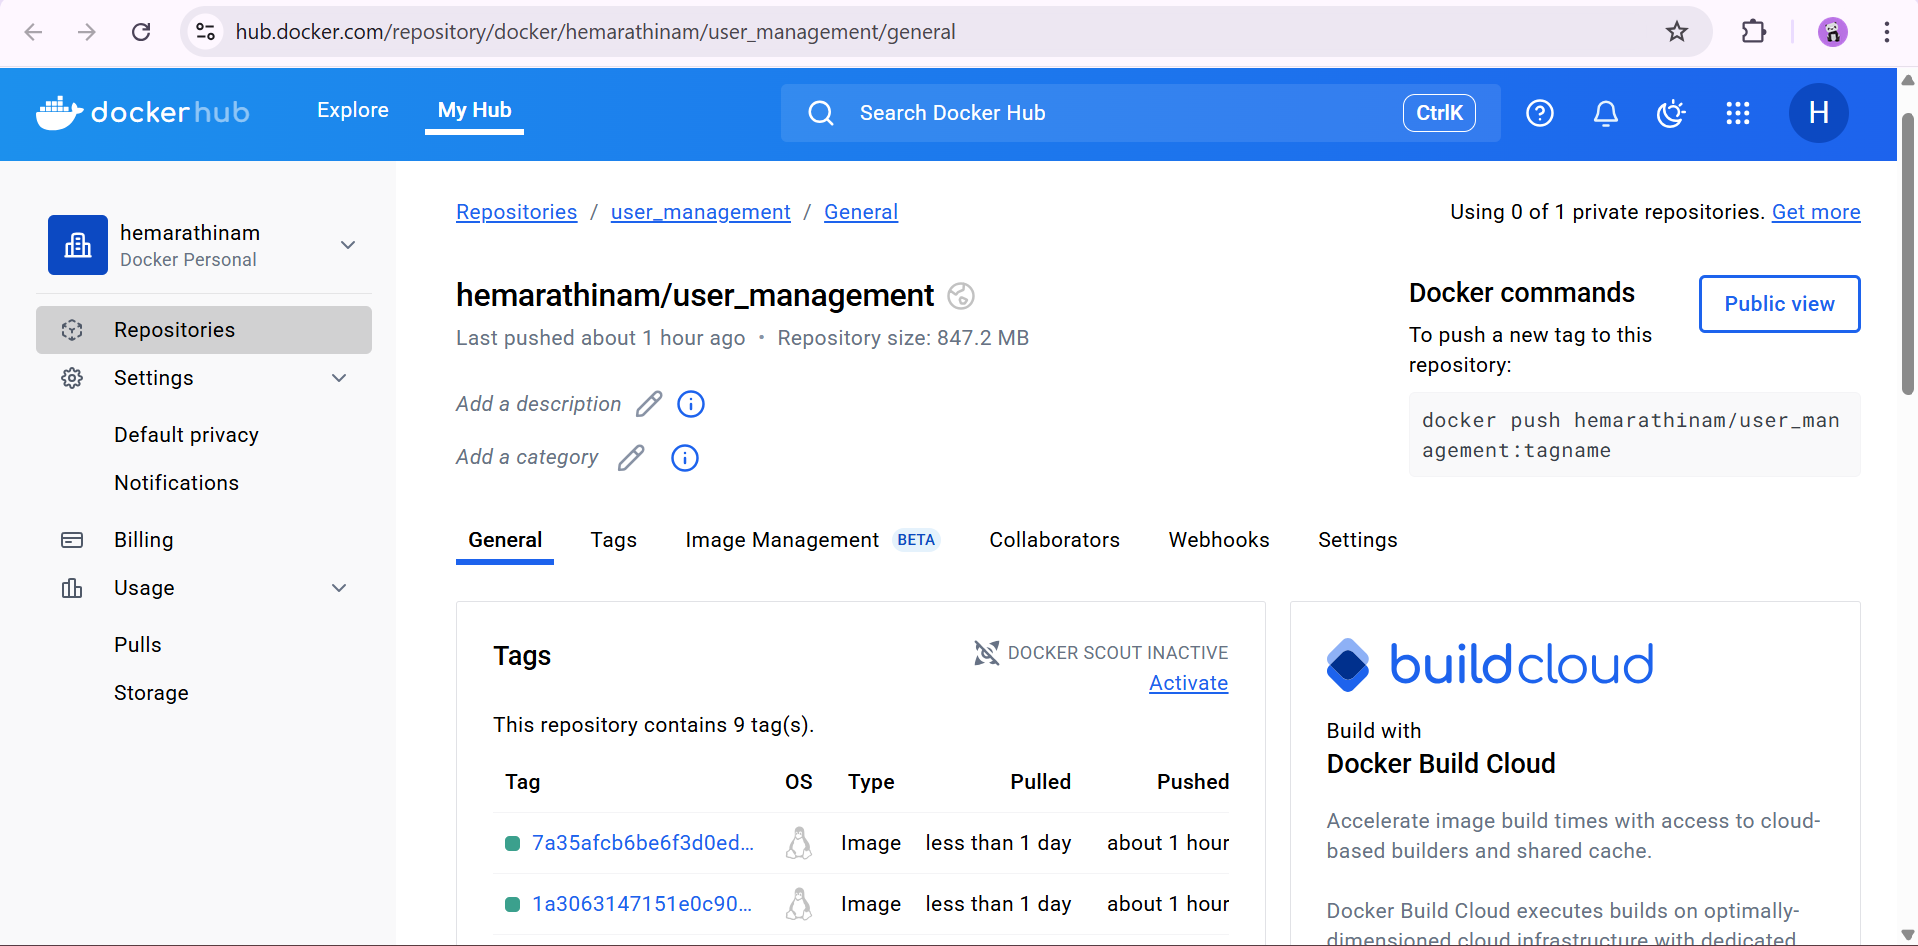 hub.docker.com/repository/docker/hemarathinam/user_management/general
dockerhub
Explore
My Hub
Search Docker Hub
CtrlK
H
hemarathinam
Docker Personal
Repositories
Settings
Default privacy
Notifications
Billing
Usage
Pulls
Storage
Repositories / user_management / General
Using 0 of 1 private repositories. Get more
hemarathinam/user_management
Last pushed about 1 hour ago • Repository size: 847.2 MB
Add a description
Add a category
Docker commands
Public view
To push a new tag to this
repository:
docker push hemarathinam/user_man
agement:tagname
General Tags Image Management BETA Collaborators Webhooks Settings
Tags
DOCKER SCOUT INACTIVE
Activate
This repository contains 9 tag(s).
Tag OS Type Pulled Pushed
7a35afcb6be6f3d0ed... Image less than 1 day about 1 hour
1a3063147151e0c90... Image less than 1 day about 1 hour
buildcloud
Build with
Docker Build Cloud
Accelerate image build times with access to cloud-
based builders and shared cache.
Docker Build Cloud executes builds on optimally-
dimensioned cloud infrastructure with dedicated